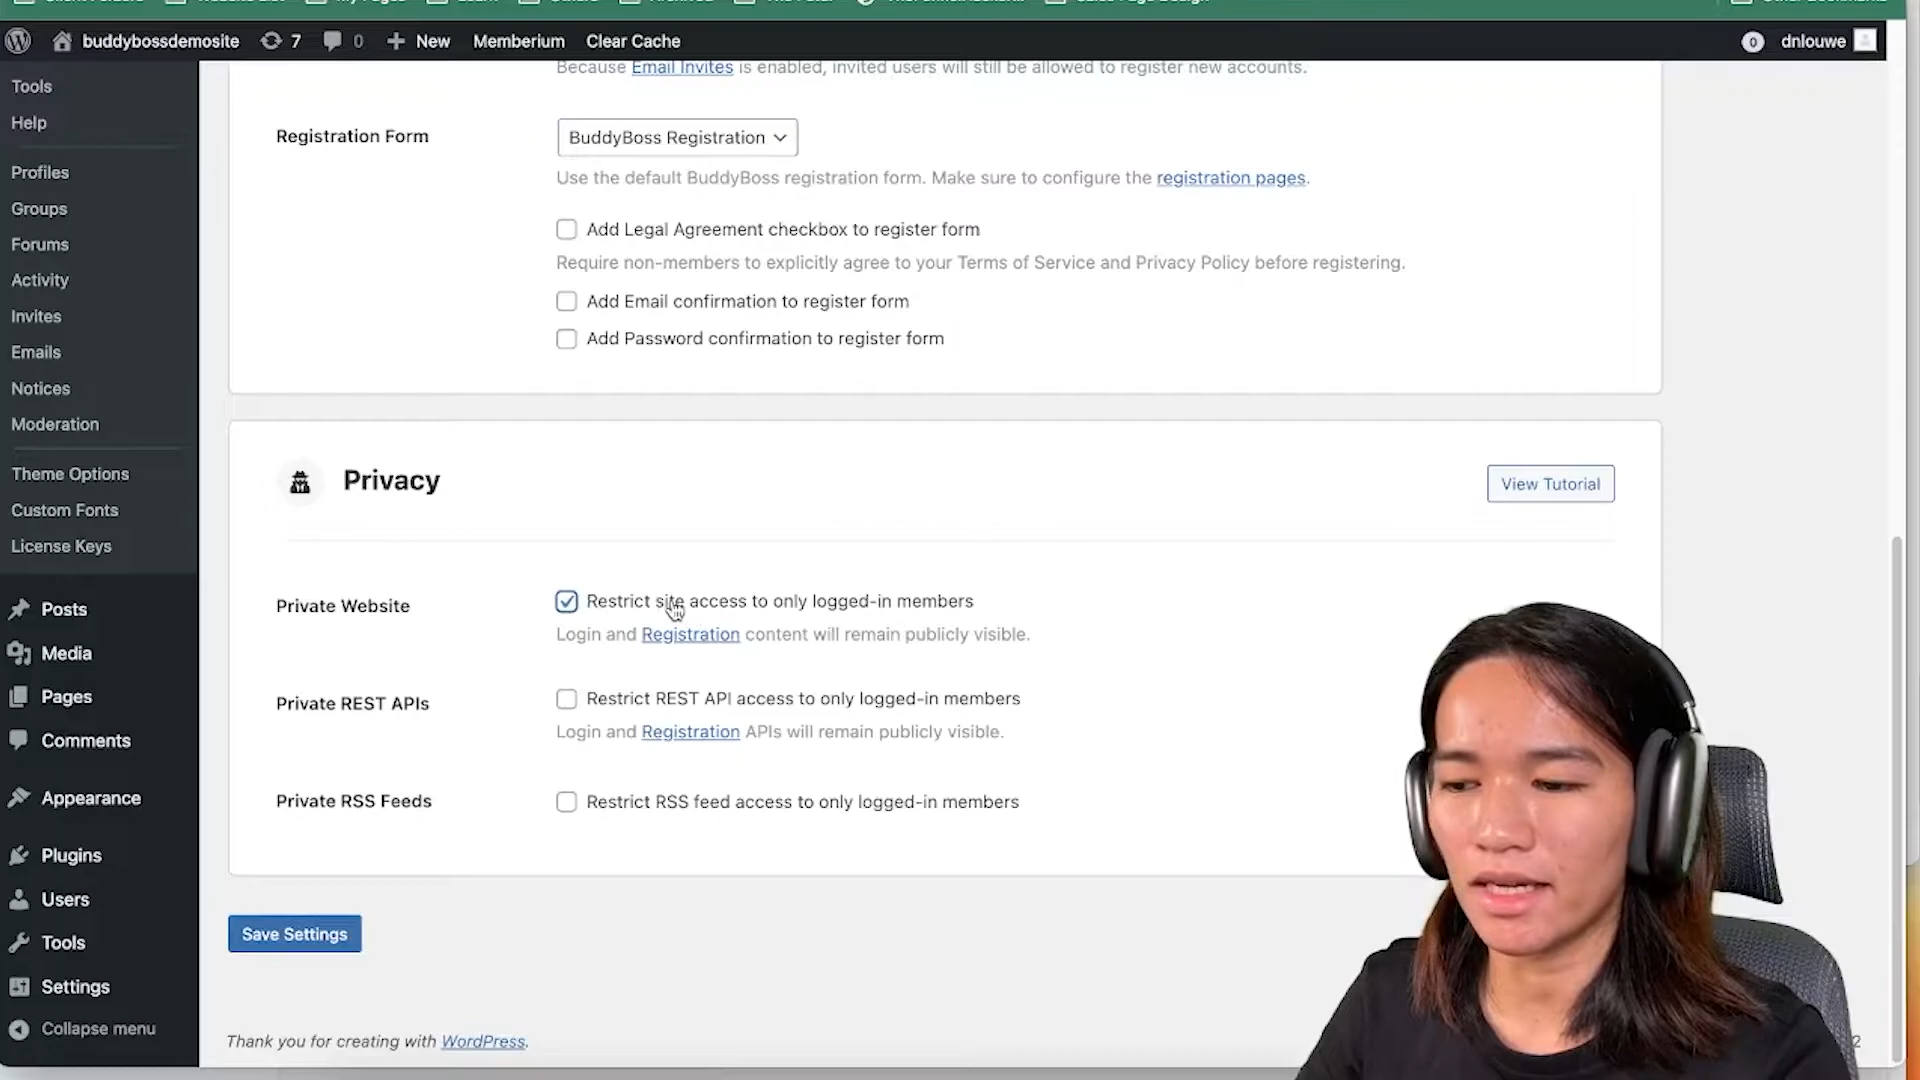 buddybossdemosite 7 0 New Memberium Clear Cache 0 dnlouwe
Tools
Help
Profiles
Groups
Forums
Activity
Invites
Emails
Notices
Moderation
Theme Options
Custom Fonts
License Keys
Posts
Media
Pages
Comments
Appearance
Plugins
Users
Tools
Settings
Collapse menu
Because Email Invites is enabled, invited users will still be allowed to register new accounts.
Registration Form
BuddyBoss Registration
Use the default BuddyBoss registration form. Make sure to configure the registration pages.
Add Legal Agreement checkbox to register form
Require non-members to explicitly agree to your Terms of Service and Privacy Policy before registering.
Add Email confirmation to register form
Add Password confirmation to register form
Privacy
View Tutorial
Private Website
Restrict site access to only logged-in members
Login and Registration content will remain publicly visible.
Private REST APIs
Restrict REST API access to only logged-in members
Login and Registration APIs will remain publicly visible.
Private RSS Feeds
Restrict RSS feed access to only logged-in members
Save Settings
Thank you for creating with WordPress.
2